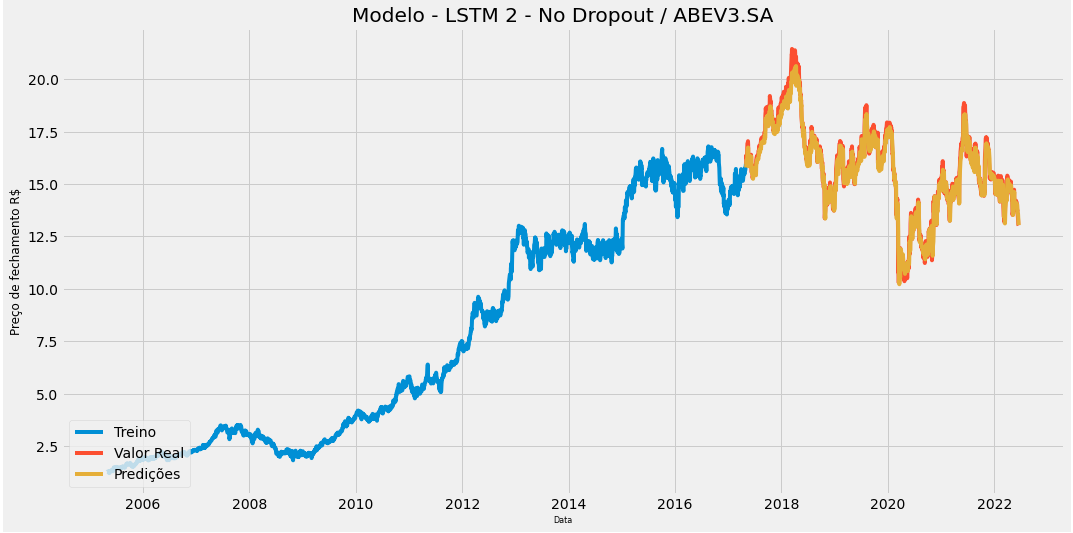 Modelo - LSTM 2 - No Dropout / ABEV3.SA
Preço de fechamento R$
20.0
17.5
15.0
12.5
10.0
7.5
5.0
2.5
Treino
Valor Real
Predições
2006 2008 2010 2012 2014 2016 2018 2020 2022
Data